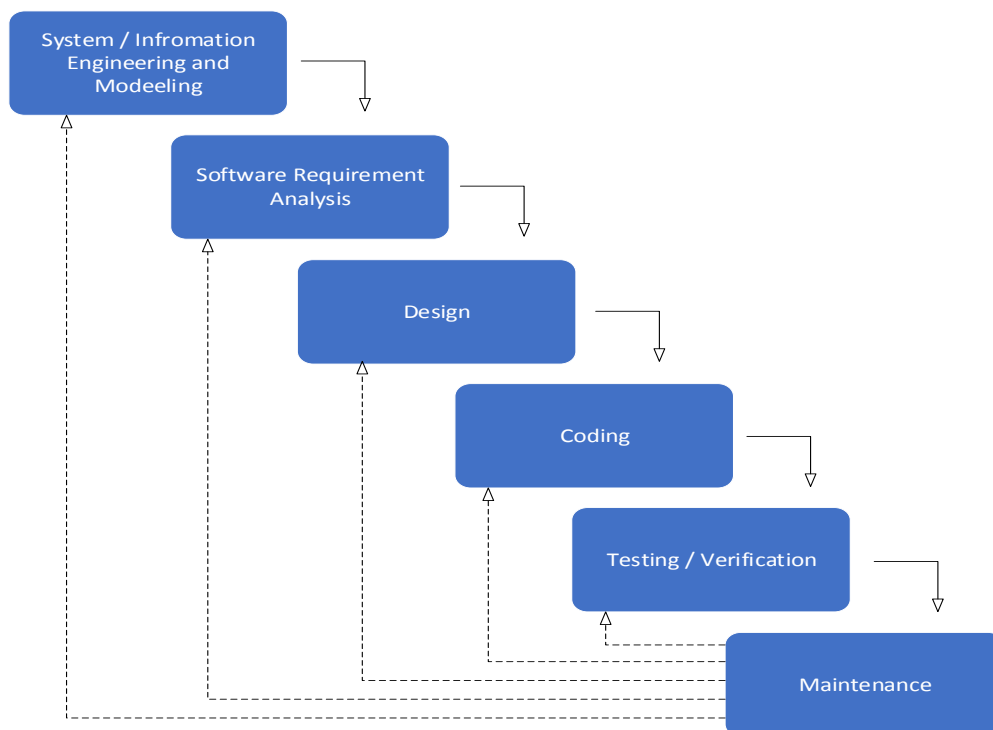 System / Infromation
Engineering and
Modeeling
Software Requirement
Analysis
Design
Coding
Testing / Verification
Maintenance